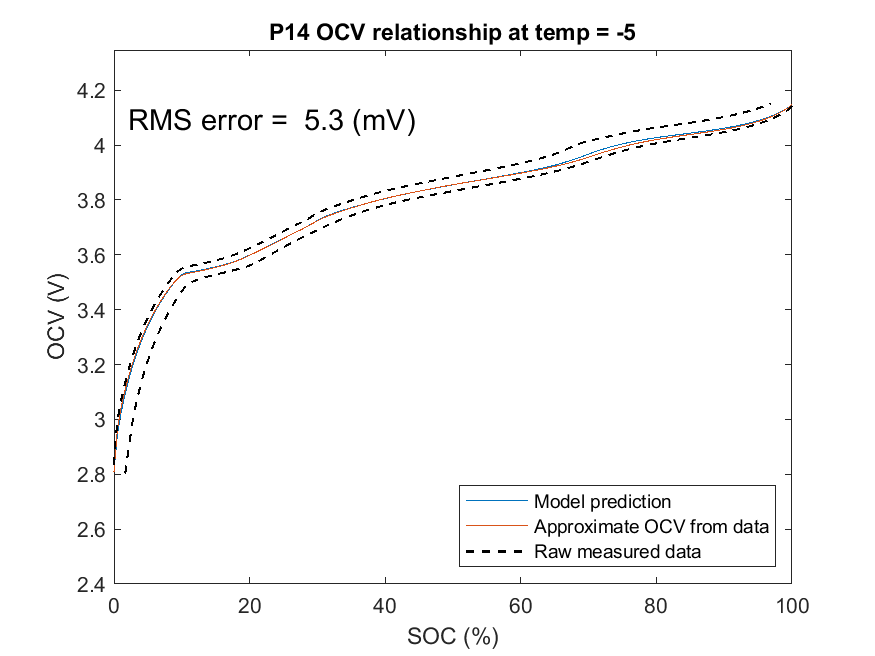 P14 OCV relationship at temp = -5
RMS error = 5.3 (mV)
OCV (V)
4.2
4
3.8
3.6
3.4
3.2
3
2.8
2.6
2.4
Model prediction
Approximate OCV from data
Raw measured data
0 20 40 60 80 100
SOC (%)